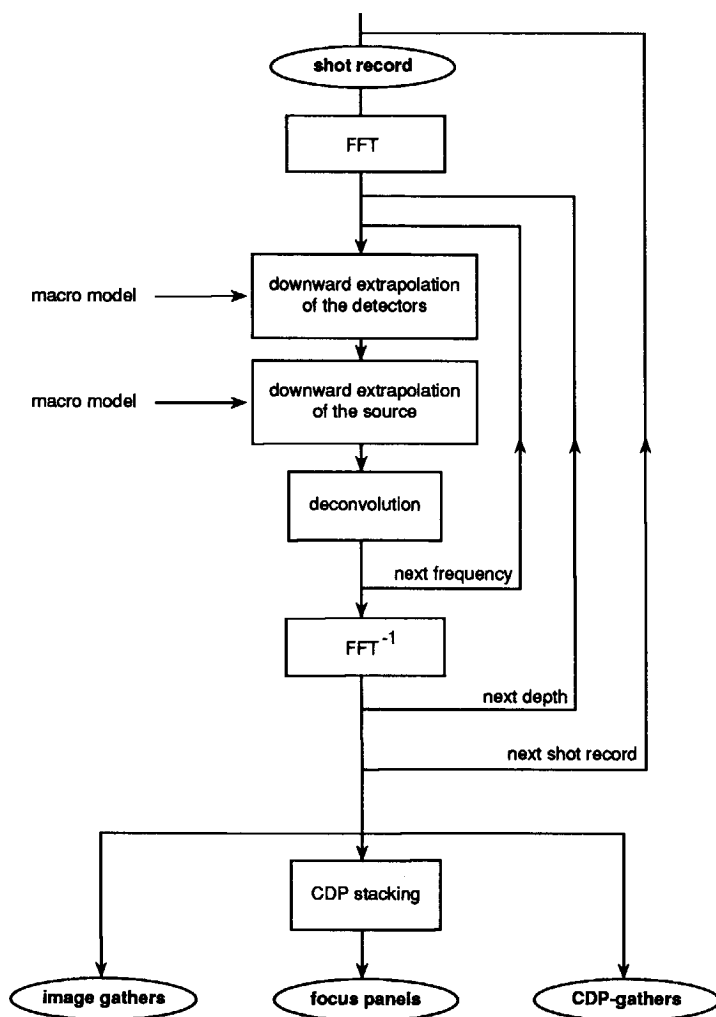 shot record
FFT
macro model
downward extrapolation
of the detectors
macro model
downward extrapolation
of the source
deconvolution
next frequency
FFT⁻¹
next depth
next shot record
CDP stacking
image gathers
focus panels
CDP-gathers